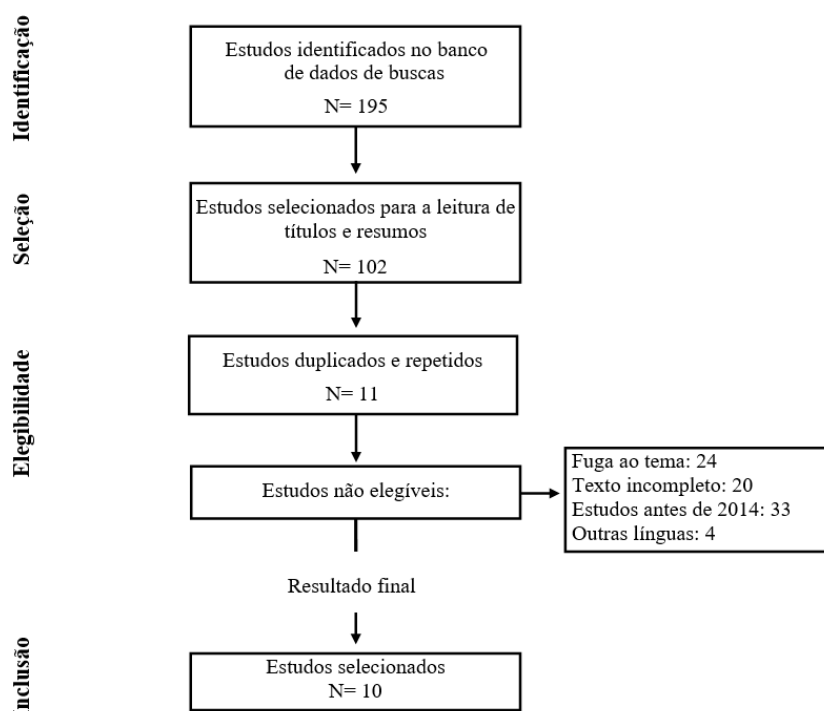 Identificação
Estudos identificados no banco
de dados de buscas
N= 195
Seleção
Estudos selecionados para a leitura de
títulos e resumos
N= 102
Elegibilidade
Estudos duplicados e repetidos
N= 11
Estudos não elegíveis:
Fuga ao tema: 24
Texto incompleto: 20
Estudos antes de 2014: 33
Outras línguas: 4
Resultado final
Inclusão
Estudos selecionados
N= 10